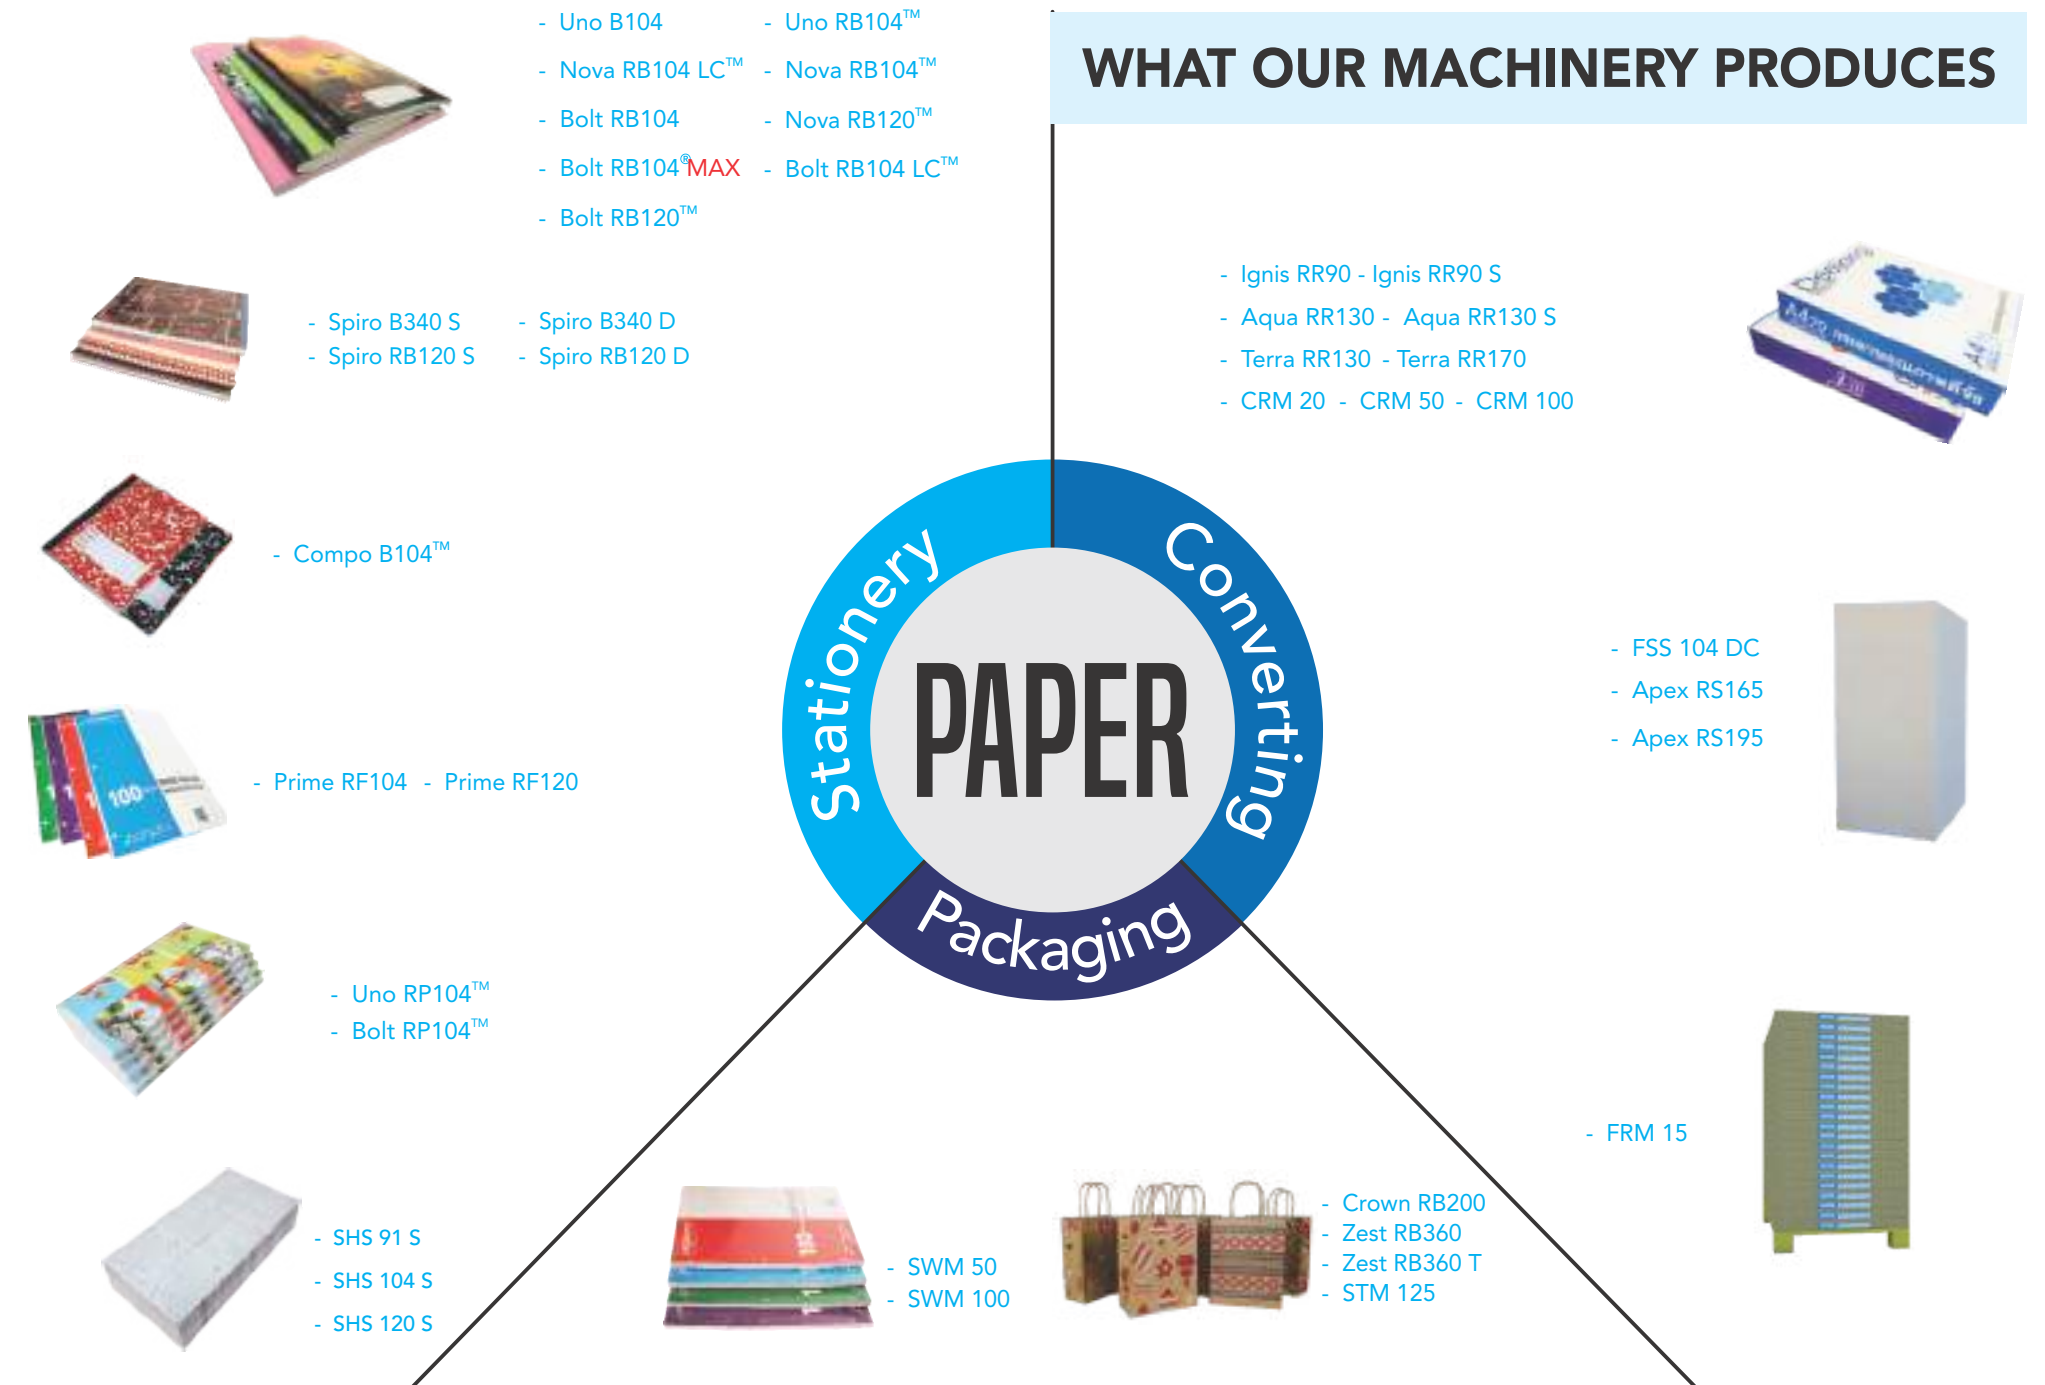 WHAT OUR MACHINERY PRODUCES
- Uno B104 - Uno RB104™
- Nova RB104 LC™ - Nova RB104™
- Bolt RB104 - Nova RB120™
- Bolt RB104®MAX - Bolt RB104 LC™
- Bolt RB120™
- Spiro B340 S - Spiro B340 D
- Spiro RB120 S - Spiro RB120 D
- Compo B104™
- Prime RF104 - Prime RF120
- Uno RP104™
- Bolt RP104™
- SHS 91 S
- SHS 104 S
- SHS 120 S
Stationery
Converting
Packaging
PAPER
- Ignis RR90 - Ignis RR90 S
- Aqua RR130 - Aqua RR130 S
- Terra RR130 - Terra RR170
- CRM 20 - CRM 50 - CRM 100
- FSS 104 DC
- Apex RS165
- Apex RS195
- FRM 15
- SWM 50
- SWM 100
- Crown RB200
- Zest RB360
- Zest RB360 T
- STM 125
100